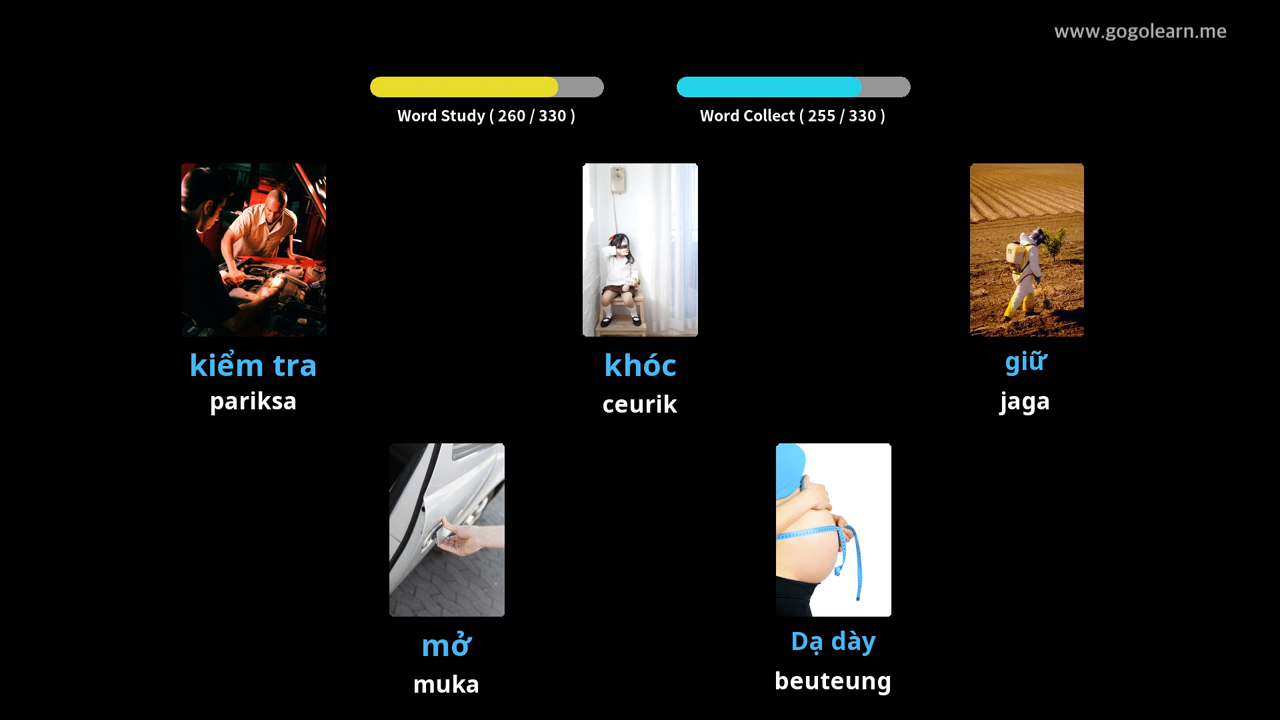 www.gogolearn.me
Word Study ( 260 / 330 )
Word Collect ( 255 / 330 )
kiểm tra
pariksa
khóc
ceurik
giữ
jaga
mở
muka
Dạ dày
beuteung